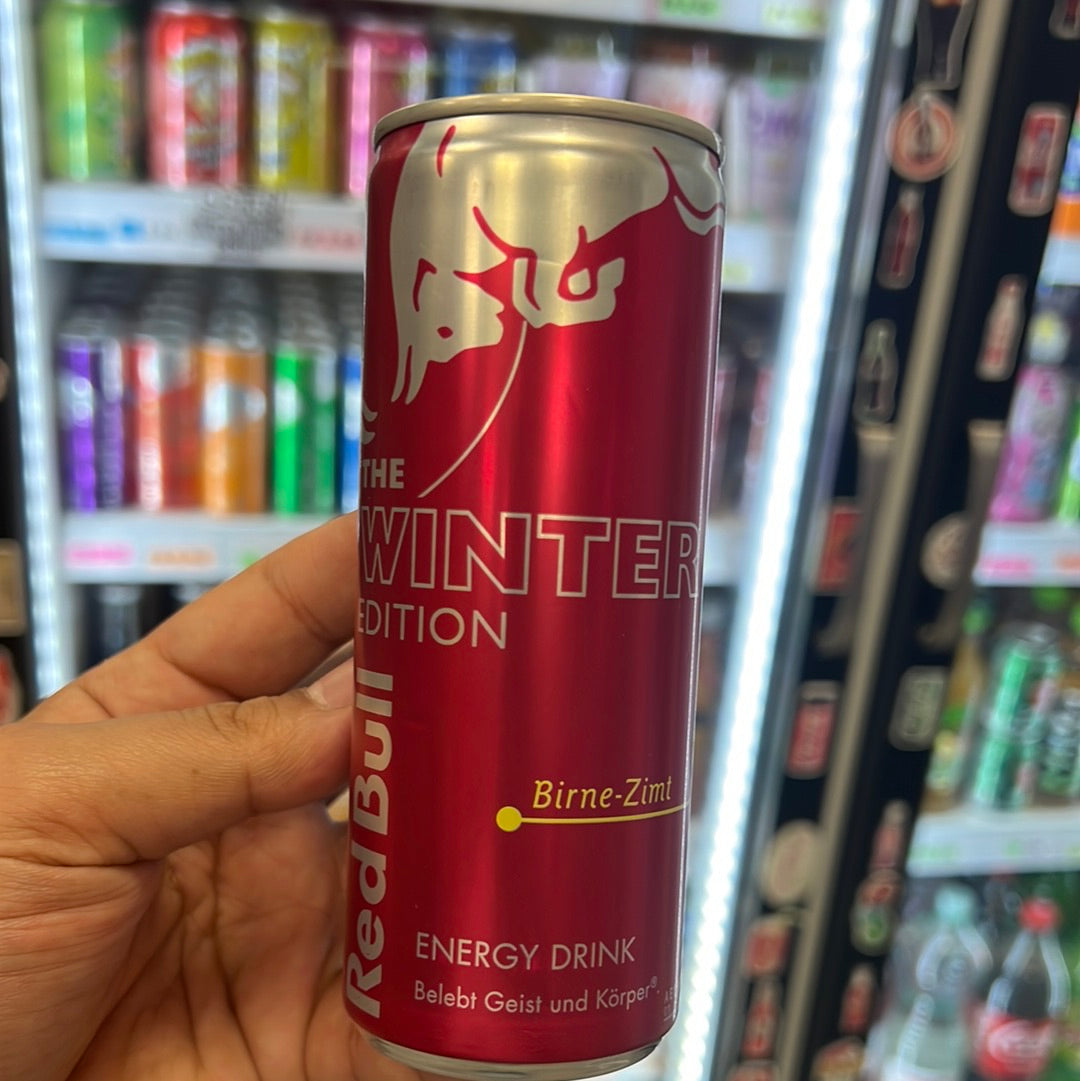 THE
WINTER
EDITION
Red Bull
Birne-Zimt
ENERGY DRINK
Belebt Geist und Körper®.